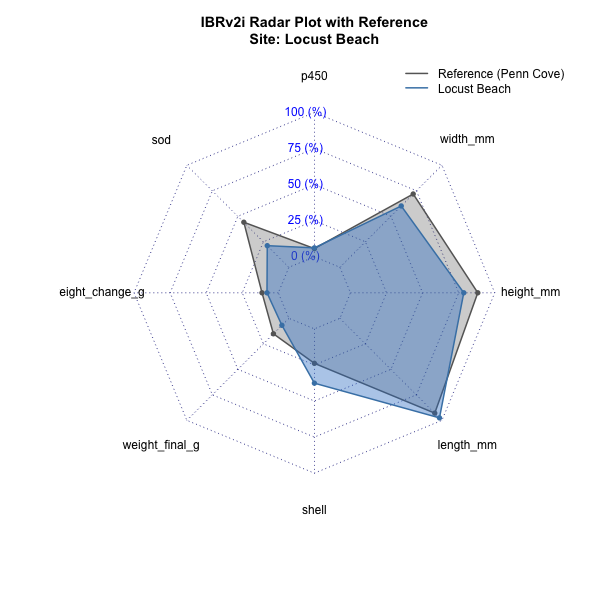 IBRv2i Radar Plot with Reference
Site: Locust Beach
p450
Reference (Penn Cove)
Locust Beach
100 (%)
sod
width_mm
75 (%)
50 (%)
25 (%)
0 (%)
eight_change_g
height_mm
weight_final_g
length_mm
shell